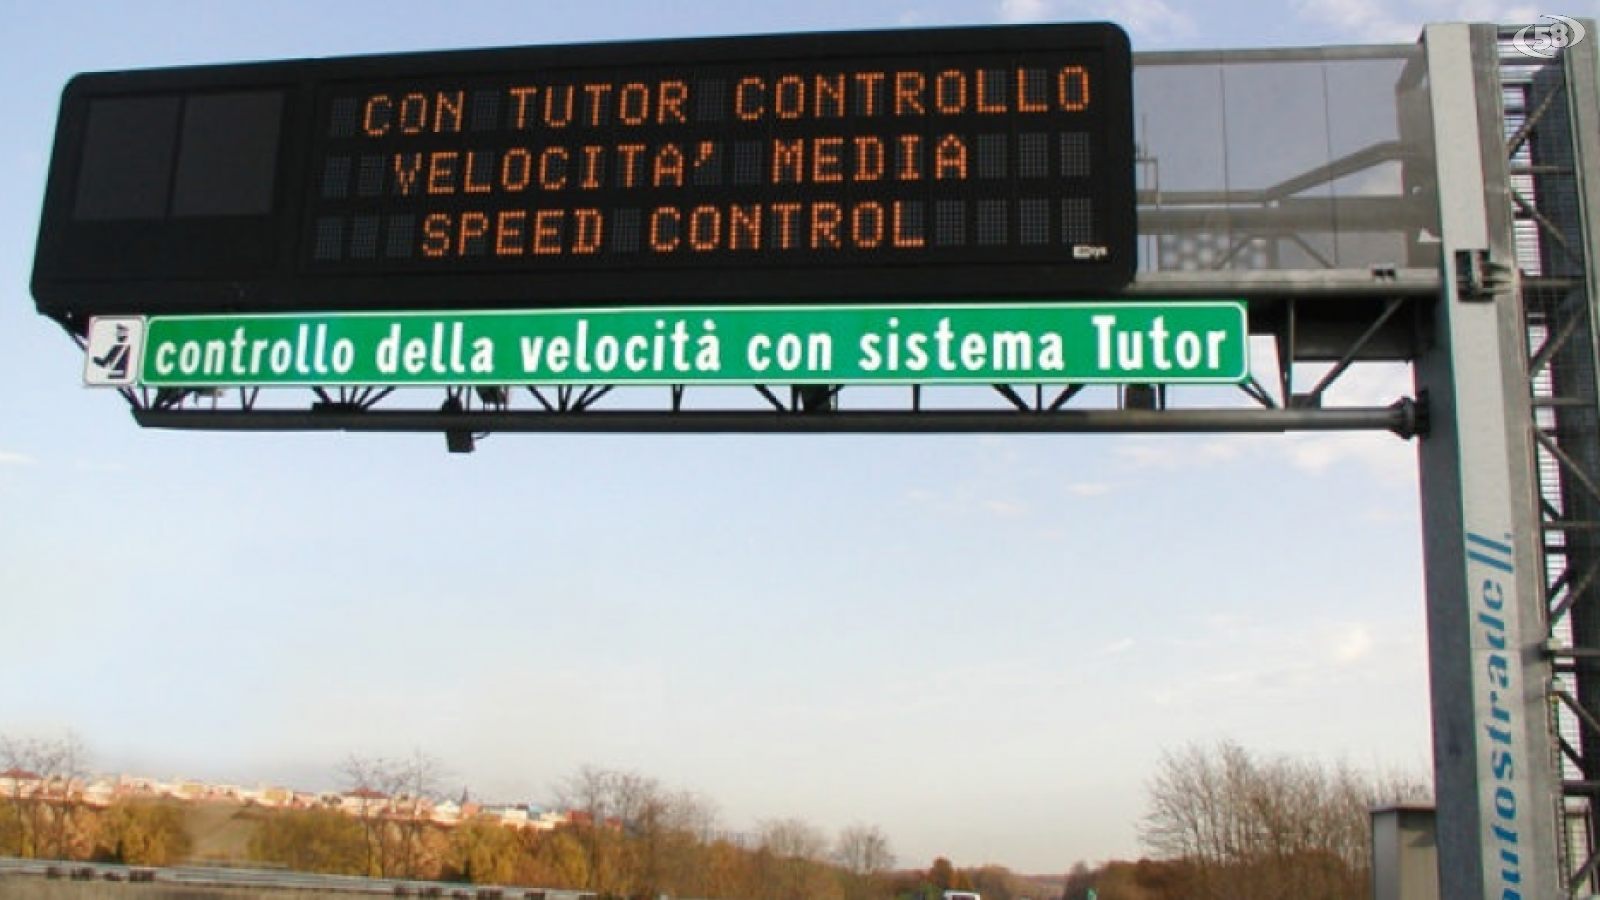 58
CON TUTOR CONTROLLO
VELOCITA' MEDIA
SPEED CONTROL
controllo della velocità con sistema Tutor
autostrade